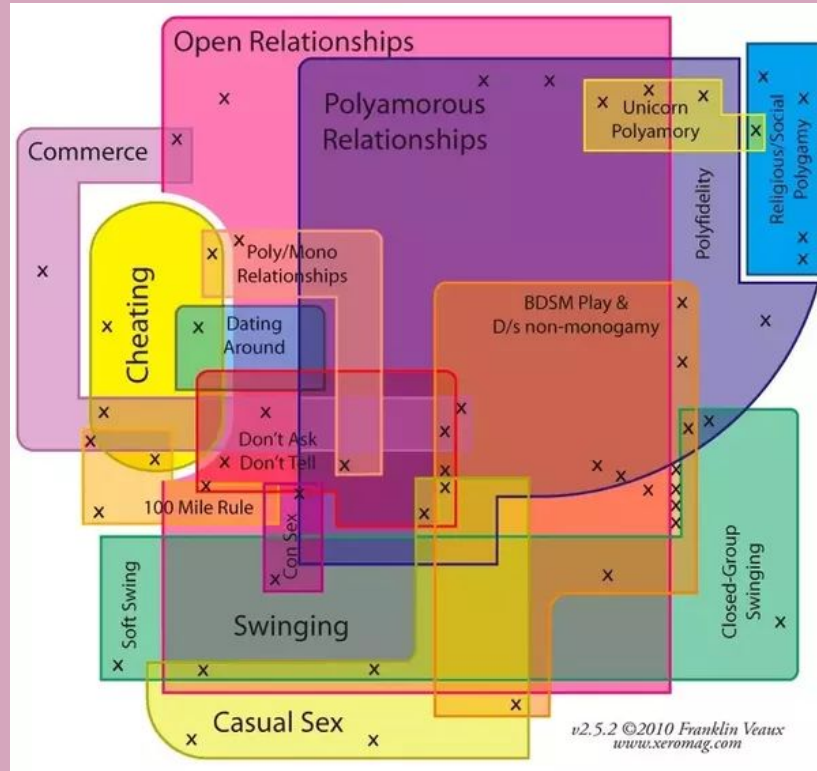 Open Relationships
Polyamorous
Relationships
Unicorn
Polyamory
Religious/Social
Polygamy
Commerce
Polyfidelity
Cheating
Poly/Mono
Relationships
BDSM Play &
D/s non-monogamy
Dating
Around
Don't Ask
Don't Tell
100 Mile Rule
Con Sex
Soft Swing
Swinging
Closed-Group
Swinging
Casual Sex
v2.5.2 ©2010 Franklin Veaux
www.xeromag.com